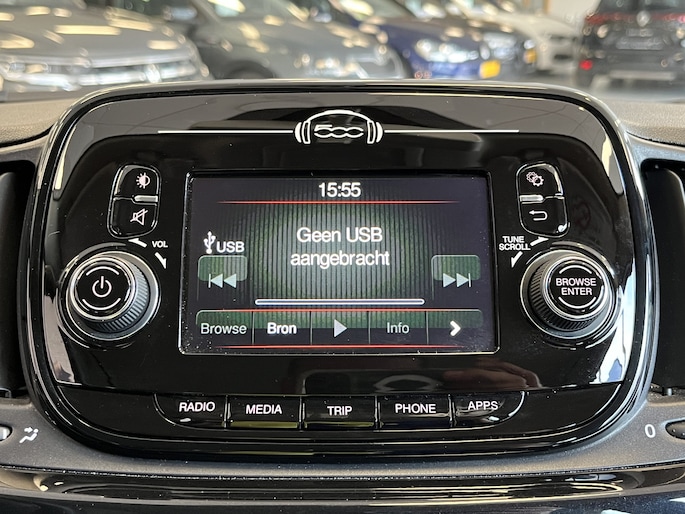 500
15:55
USB
Geen USB
aangebracht
VOL
TUNE
SCROLL
BROWSE
ENTER
Browse Bron Info
RADIO MEDIA TRIP PHONE APPS
0